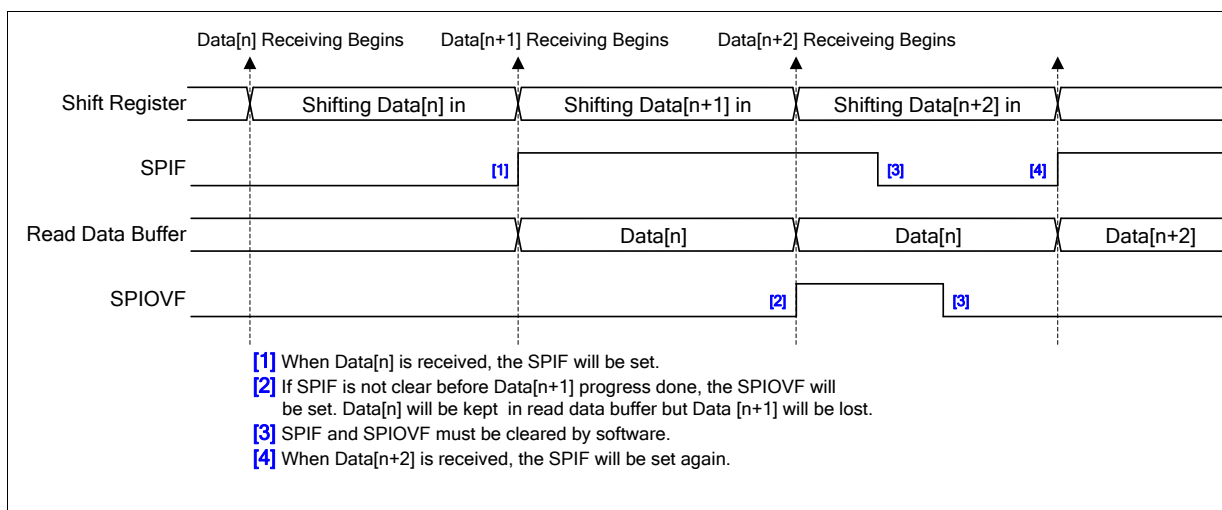 Data[n] Receiving Begins Data[n+1] Receiving Begins Data[n+2] Receiveing Begins
Shift Register Shifting Data[n] in Shifting Data[n+1] in Shifting Data[n+2] in
SPIF [1] [3] [4]
Read Data Buffer Data[n] Data[n] Data[n+2]
SPIOVF [2] [3]
[1] When Data[n] is received, the SPIF will be set.
[2] If SPIF is not clear before Data[n+1] progress done, the SPIOVF will
be set. Data[n] will be kept in read data buffer but Data [n+1] will be lost.
[3] SPIF and SPIOVF must be cleared by software.
[4] When Data[n+2] is received, the SPIF will be set again.